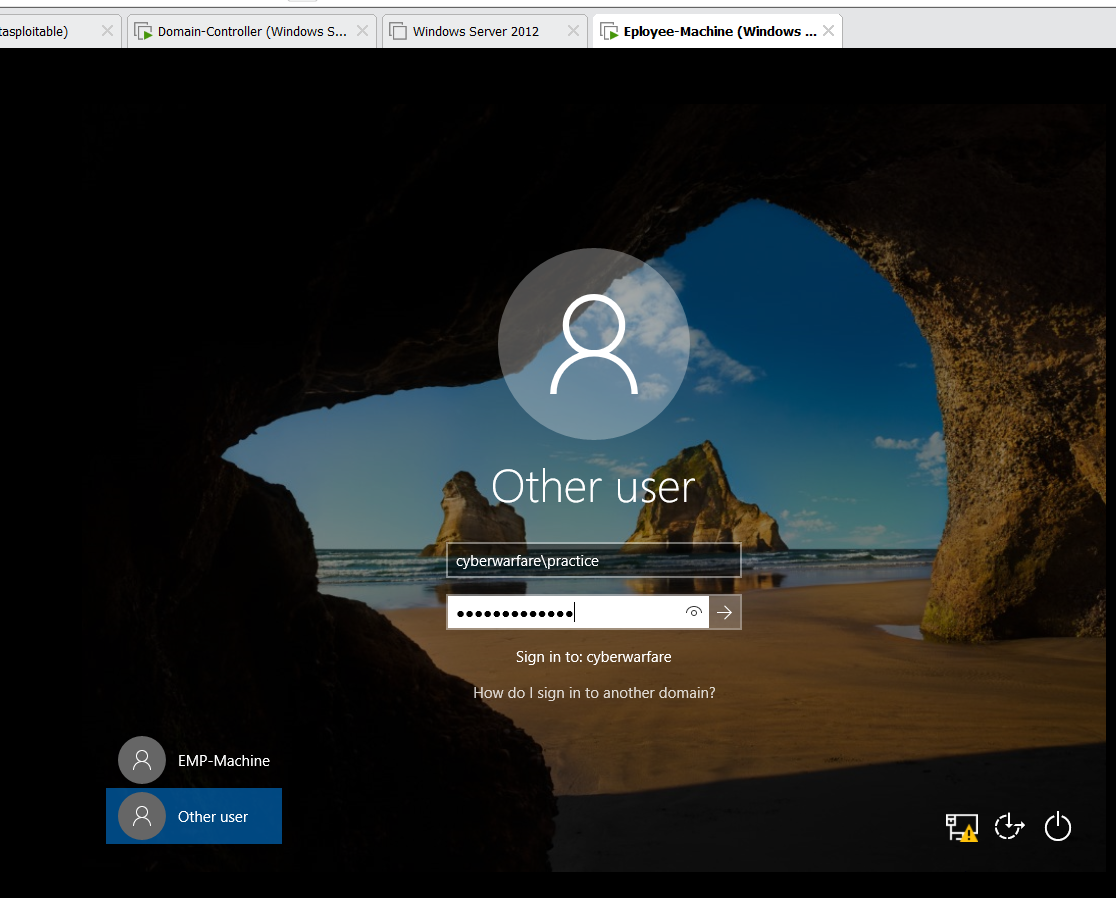 tasploitable)
Domain-Controller (Windows S...
Windows Server 2012
Eployee-Machine (Windows ...
Other user
cyberwarfare\practice
•••••••••••••
Sign in to: cyberwarfare
How do I sign in to another domain?
EMP-Machine
Other user